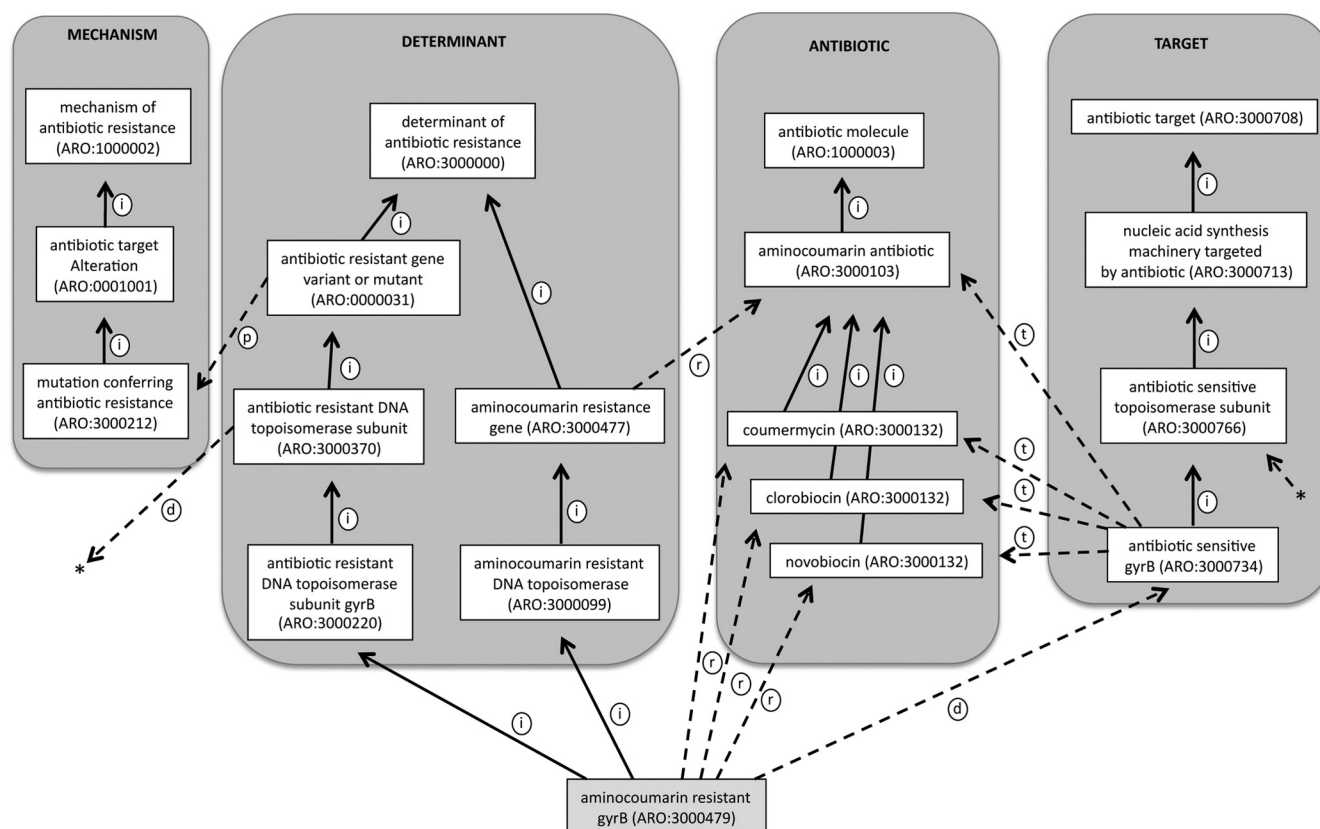 MECHANISM
mechanism of
antibiotic resistance
(ARO:1000002)
i
antibiotic target
Alteration
(ARO:0001001)
i
mutation conferring
antibiotic resistance
(ARO:3000212)
DETERMINANT
determinant of
antibiotic resistance
(ARO:3000000)
i
i
antibiotic resistant gene
variant or mutant
(ARO:0000031)
p
i
antibiotic resistant DNA
topoisomerase subunit
(ARO:3000370)
aminocoumarin resistance
gene (ARO:3000477)
r
d
*
i
i
antibiotic resistant
DNA topoisomerase
subunit gyrB
(ARO:3000220)
aminocoumarin resistant
DNA topoisomerase
(ARO:3000099)
ANTIBIOTIC
antibiotic molecule
(ARO:1000003)
i
aminocoumarin antibiotic
(ARO:3000103)
i
i
i
coumermycin (ARO:3000132)
clorobiocin (ARO:3000132)
novobiocin (ARO:3000132)
TARGET
antibiotic target (ARO:3000708)
i
nucleic acid synthesis
machinery targeted
by antibiotic (ARO:3000713)
i
antibiotic sensitive
topoisomerase subunit
(ARO:3000766)
*
i
antibiotic sensitive
gyrB (ARO:3000734)
t
t
t
t
i
i
r
r
r
d
aminocoumarin resistant
gyrB (ARO:3000479)